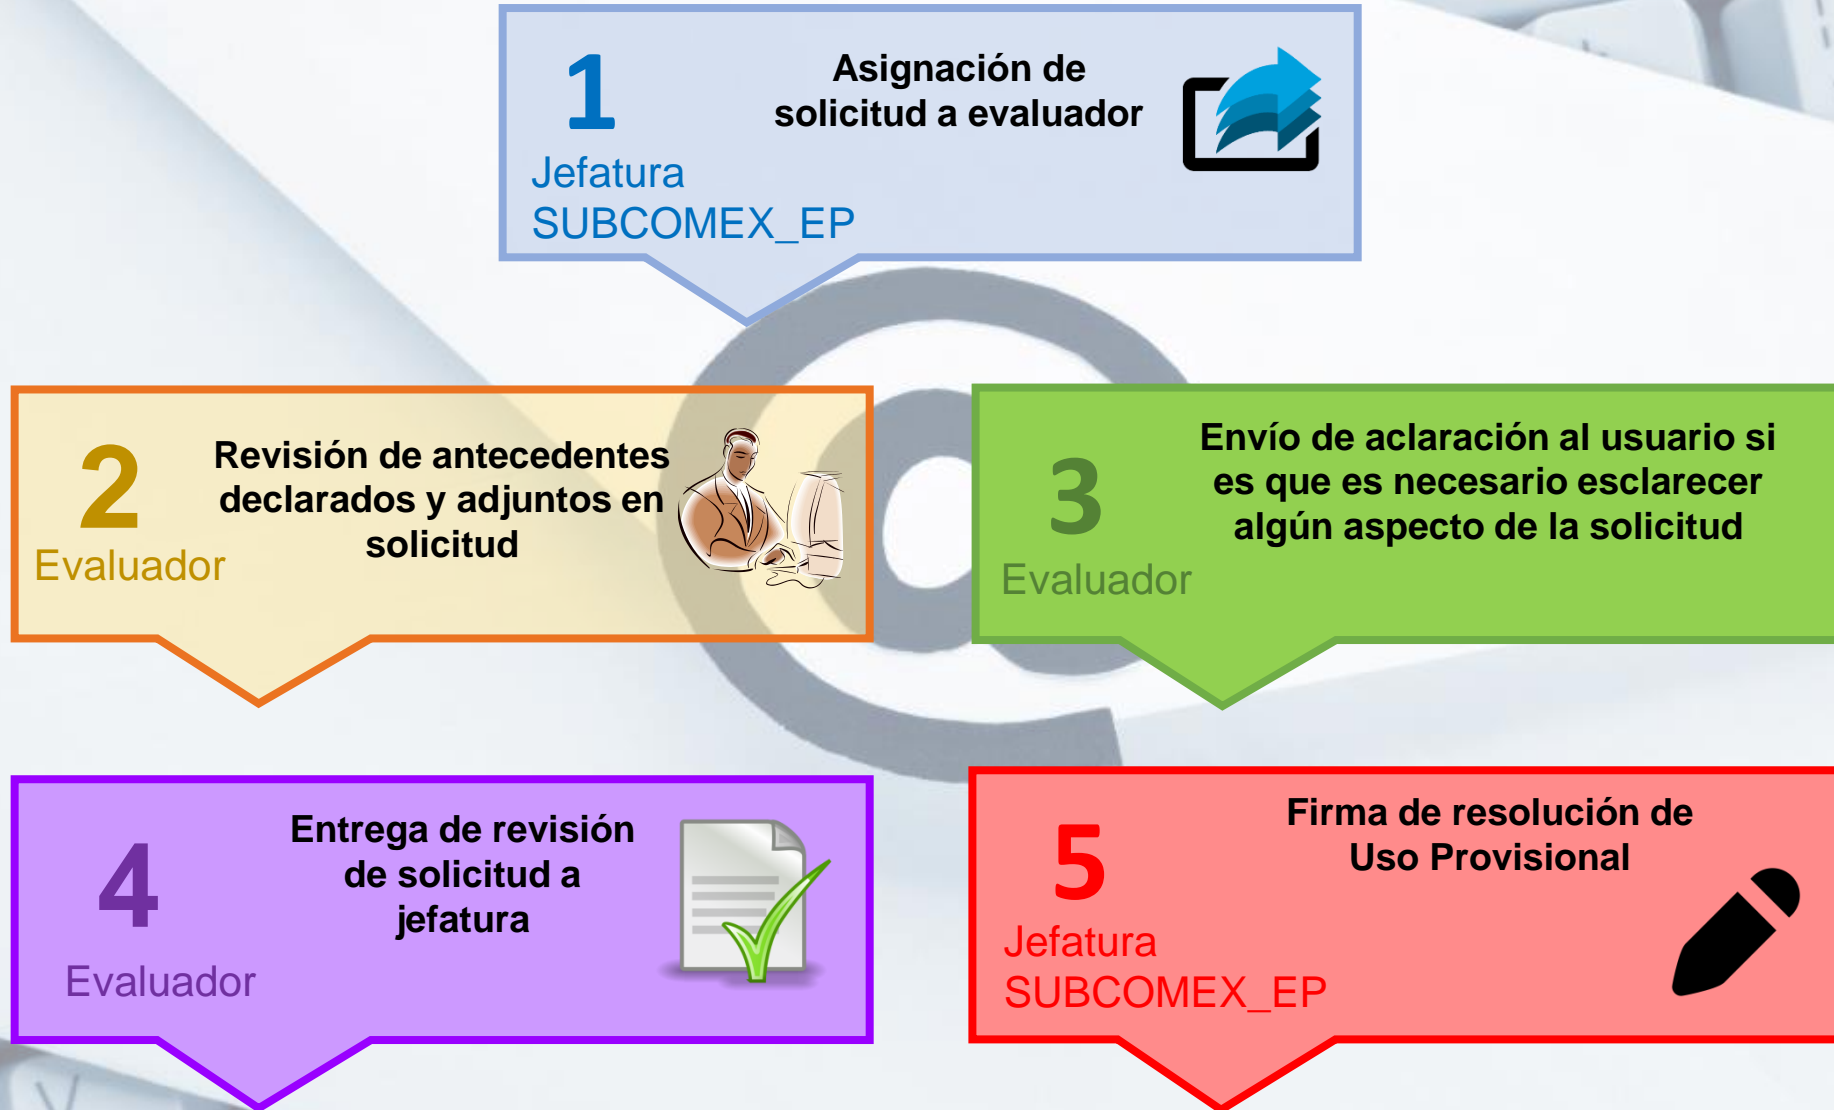 1
Asignación de
solicitud a evaluador
Jefatura
SUBCOMEX_EP
2
Revisión de antecedentes
declarados y adjuntos en
solicitud
Evaluador
3
Envío de aclaración al usuario si
es que es necesario esclarecer
algún aspecto de la solicitud
Evaluador
4
Entrega de revisión
de solicitud a
jefatura
Evaluador
5
Firma de resolución de
Uso Provisional
Jefatura
SUBCOMEX_EP